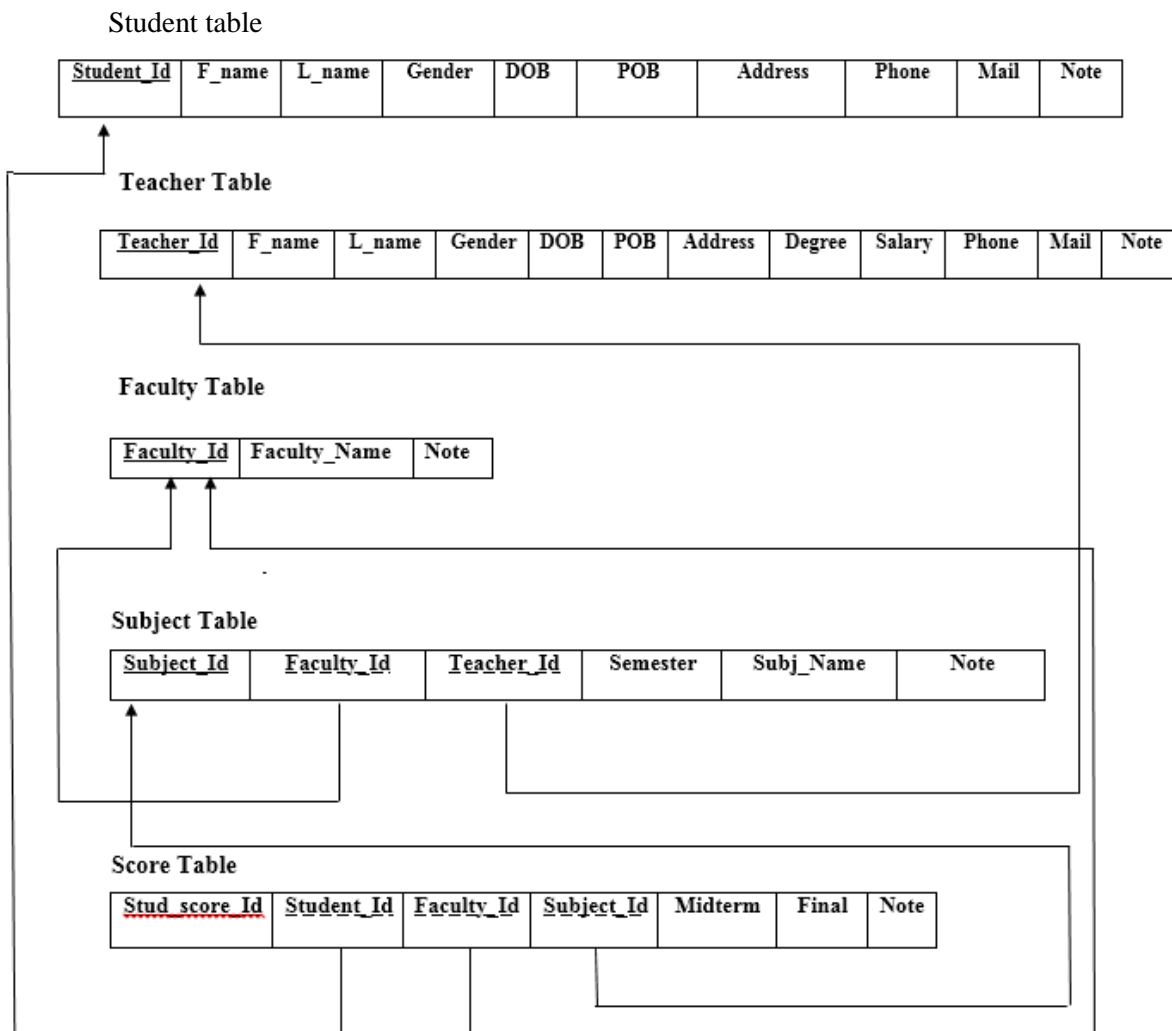 Student table
Student_Id F_name L_name Gender DOB POB Address Phone Mail Note
Teacher Table
Teacher_Id F_name L_name Gender DOB POB Address Degree Salary Phone Mail Note
Faculty Table
Faculty_Id Faculty_Name Note
Subject Table
Subject_Id Faculty_Id Teacher_Id Semester Subj_Name Note
Score Table
Stud_score_Id Student_Id Faculty_Id Subject_Id Midterm Final Note